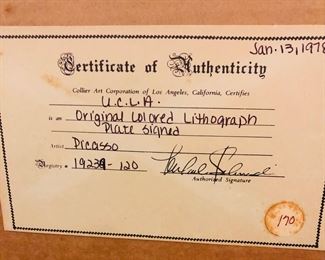 Jan. 13, 1978
Certificate of Authenticity
Collier Art Corporation of Los Angeles, California, Certifies
U.C.L.A.
is an Original Colored Lithograph
Plate Signed
Artist Picasso
Registry # 19239-120
Authorized Signature
170